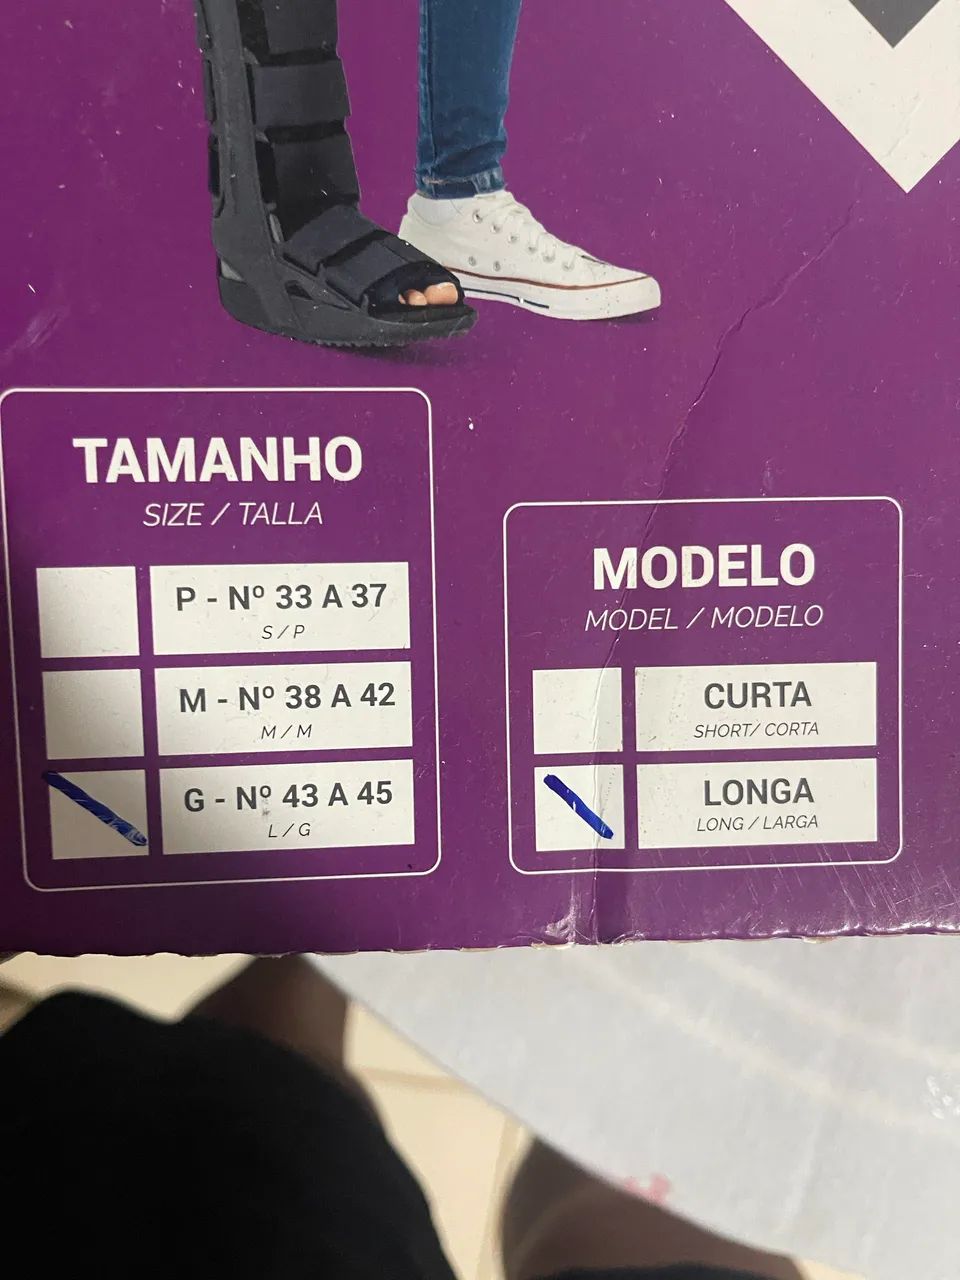 TAMANHO
SIZE / TALLA
P - Nº 33 A 37
S / P
M - Nº 38 A 42
M / M
G - Nº 43 A 45
L / G
MODELO
MODEL / MODELO
CURTA
SHORT/ CORTA
LONGA
LONG / LARGA